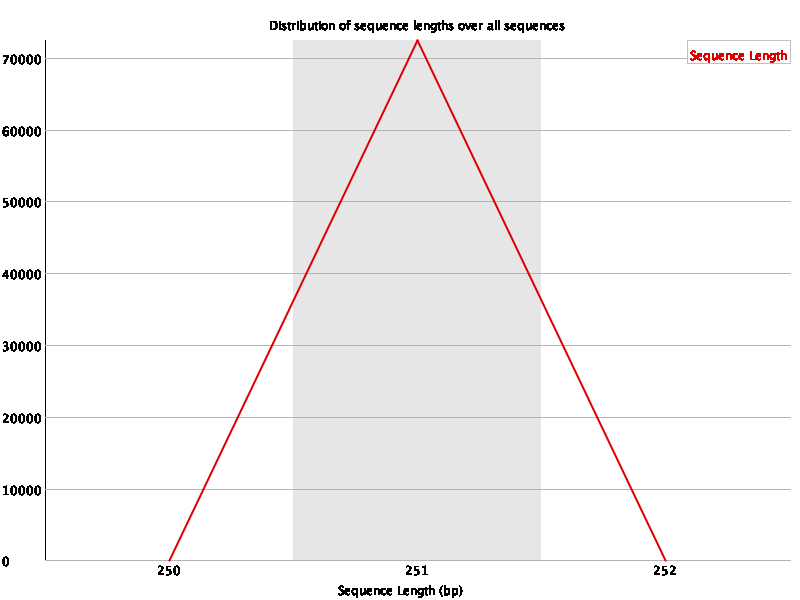 Distribution of sequence lengths over all sequences
Sequence Length
70000
60000
50000
40000
30000
20000
10000
0
250 251 252
Sequence Length (bp)